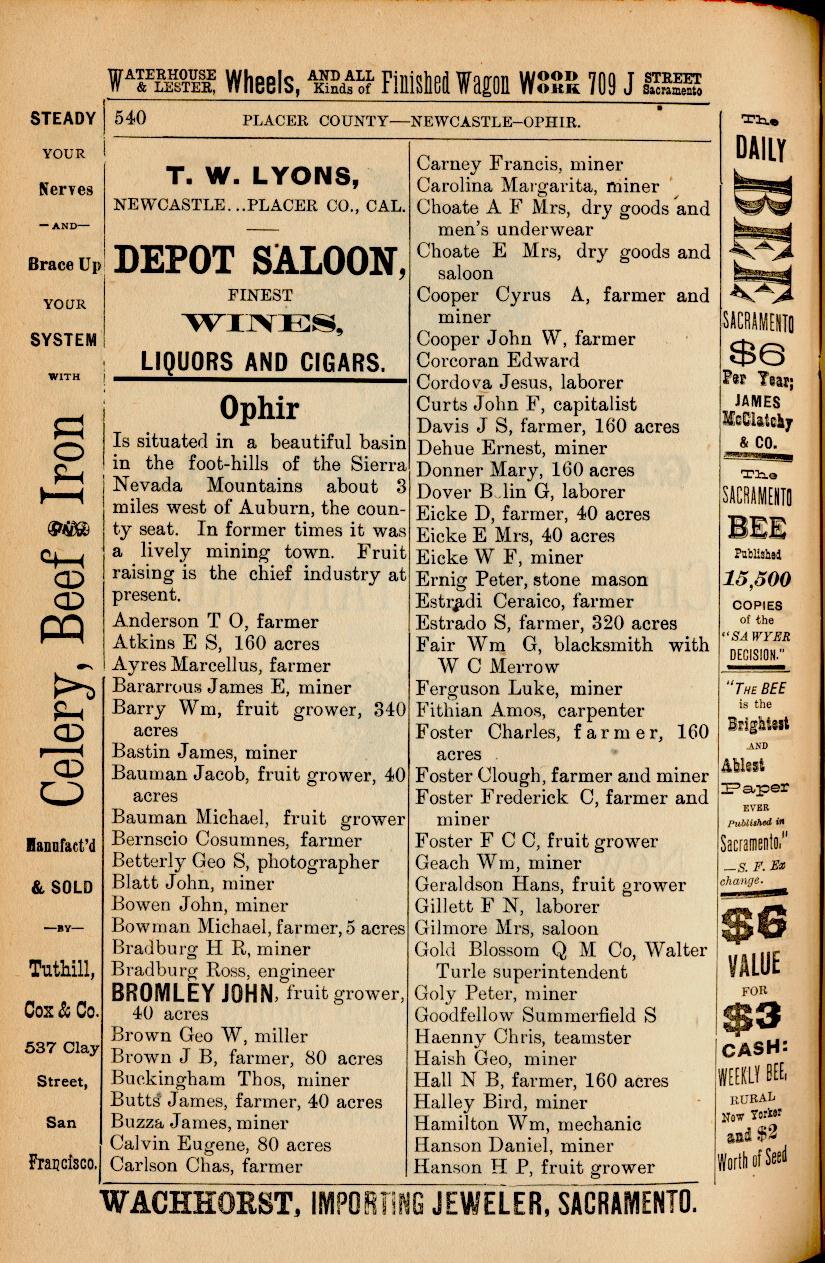 WATERHOUSE & LESTER, Wheels, AND ALL Kinds of Finished Wagon WOOD WORK 709 J STREET Sacramento
540 PLACER COUNTY—NEWCASTLE-OPHIR.
STEADY
YOUR
Nerves
—AND—
Brace Up
YOUR
SYSTEM
WITH
Celery, Beef AND Iron
Manufact'd
& SOLD
—BY—
Tuthill,
Cox & Co.
537 Clay
Street,
San
Francisco.
T. W. LYONS,
NEWCASTLE...PLACER CO., CAL.
DEPOT SALOON,
FINEST
WINES,
LIQUORS AND CIGARS.
Ophir
Is situated in a beautiful basin
in the foot-hills of the Sierra
Nevada Mountains about 3
miles west of Auburn, the coun-
ty seat. In former times it was
a lively mining town. Fruit
raising is the chief industry at
present.
Anderson T O, farmer
Atkins E S, 160 acres
Ayres Marcellus, farmer
Bararrous James E, miner
Barry Wm, fruit grower, 340
acres
Bastin James, miner
Bauman Jacob, fruit grower, 40
acres
Bauman Michael, fruit grower
Bernscio Cosumnes, farmer
Betterly Geo S, photographer
Blatt John, miner
Bowen John, miner
Bowman Michael, farmer, 5 acres
Bradburg H R, miner
Bradburg Ross, engineer
BROMLEY JOHN, fruit grower,
40 acres
Brown Geo W, miller
Brown J B, farmer, 80 acres
Buckingham Thos, miner
Butts James, farmer, 40 acres
Buzza James, miner
Calvin Eugene, 80 acres
Carlson Chas, farmer
Carney Francis, miner
Carolina Margarita, miner
Choate A F Mrs, dry goods and
men's underwear
Choate E Mrs, dry goods and
saloon
Cooper Cyrus A, farmer and
miner
Cooper John W, farmer
Corcoran Edward
Cordova Jesus, laborer
Curts John F, capitalist
Davis J S, farmer, 160 acres
Dehue Ernest, miner
Donner Mary, 160 acres
Dover B lin G, laborer
Eicke D, farmer, 40 acres
Eicke E Mrs, 40 acres
Eicke W F, miner
Ernig Peter, stone mason
Estradi Ceraico, farmer
Estrado S, farmer, 320 acres
Fair Wm G, blacksmith with
W C Merrow
Ferguson Luke, miner
Fithian Amos, carpenter
Foster Charles, farmer, 160
acres
Foster Clough, farmer and miner
Foster Frederick C, farmer and
miner
Foster F C C, fruit grower
Geach Wm, miner
Geraldson Hans, fruit grower
Gillett F N, laborer
Gilmore Mrs, saloon
Gold Blossom Q M Co, Walter
Turle superintendent
Goly Peter, miner
Goodfellow Summerfield S
Haenny Chris, teamster
Haish Geo, miner
Hall N B, farmer, 160 acres
Halley Bird, miner
Hamilton Wm, mechanic
Hanson Daniel, miner
Hanson H P, fruit grower
The
DAILY
BEE
SACRAMENTO
$6
Per Year;
JAMES
McClatchy
& CO.
The
SACRAMENTO
BEE
Published
15,500
COPIES
of the
"SAWYER
DECISION."
"THE BEE
is the
Brightest
AND
Ablest
Paper
EVER
Published in
Sacramento."
—S. F. Ex
change.
$6
VALUE
FOR
$3
CASH:
WEEKLY BEE,
RURAL
New Yorker
and $2
Worth of Seed
WACHHORST, IMPORTING JEWELER, SACRAMENTO.